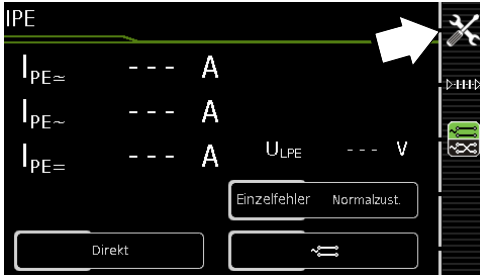 IPE
IPE≃ --- A
IPE~ --- A
IPE= --- A
ULPE --- V
Einzelfehler Normalzust.
Direkt